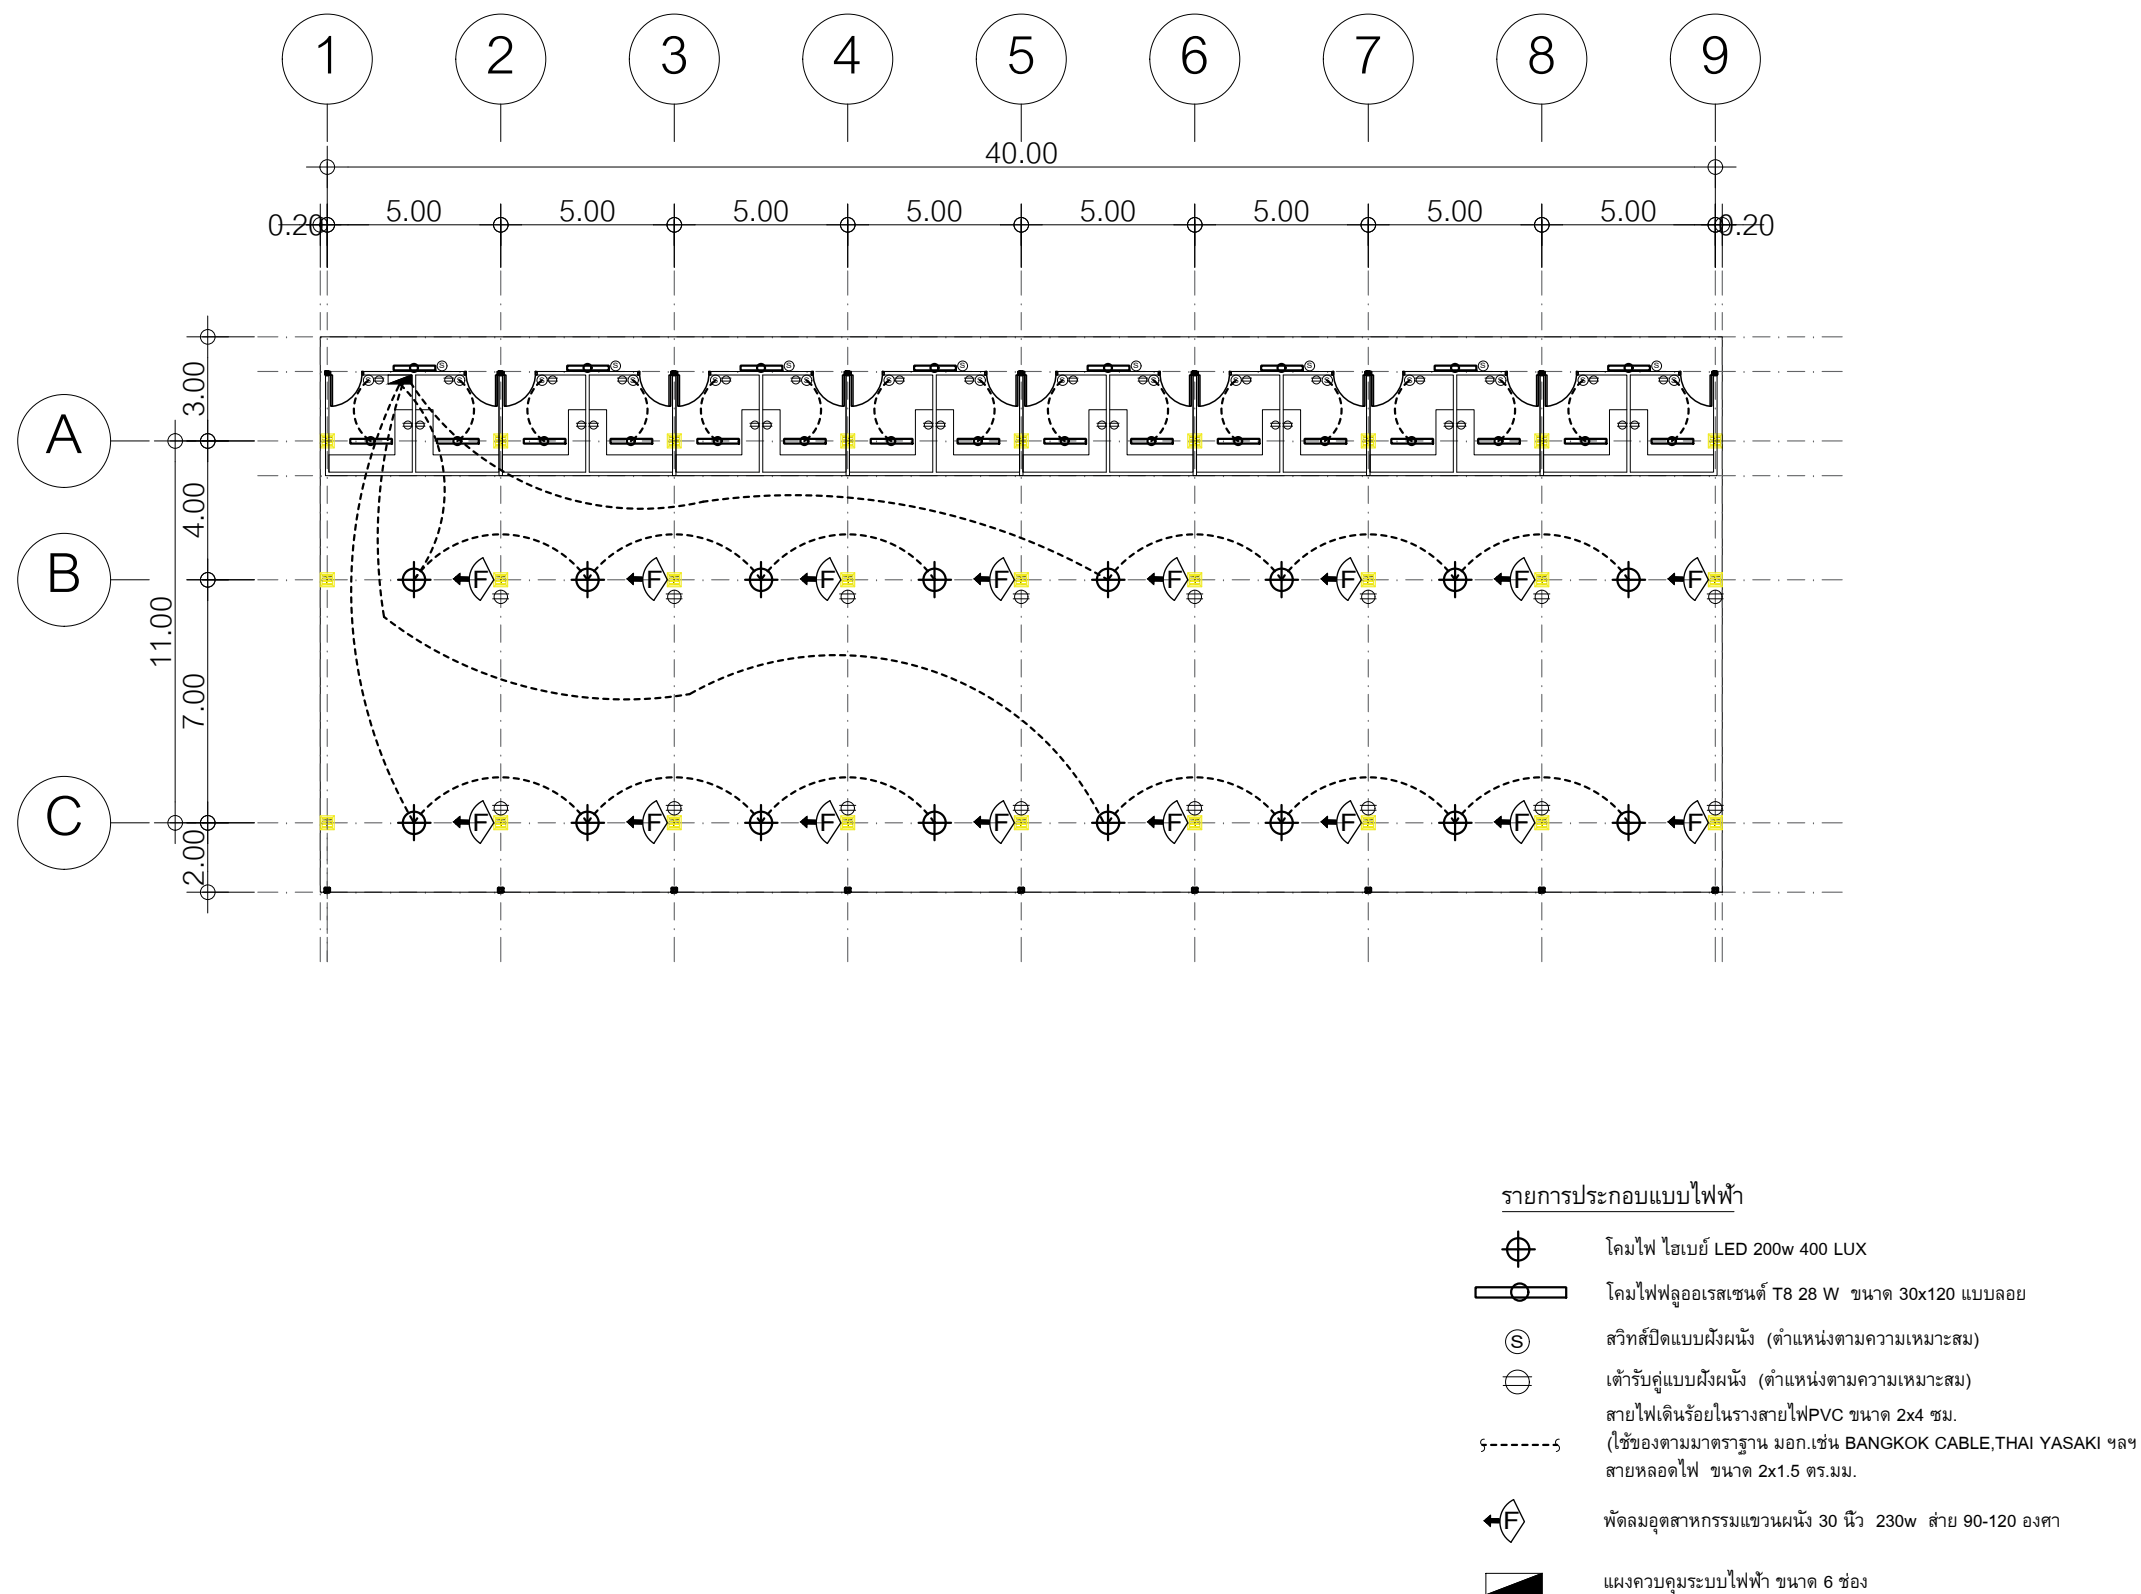 1 2 3 4 5 6 7 8 9
40.00
0.20 5.00 5.00 5.00 5.00 5.00 5.00 5.00 5.00 0.20
3.00
S S S S S S S S
S S S S S S S S S S S S S S S S
A
4.00
B
F F F F F F F F
11.00
7.00
C
F F F F F F F F
2.00
รายการประกอบแบบไฟฟ้า
โคมไฟ ไฮเบย์ LED 200w 400 LUX
โคมไฟฟลูออเรสเซนต์ T8 28 W ขนาด 30x120 แบบลอย
S สวิทส์ปิดแบบฝังผนัง (ตำแหน่งตามความเหมาะสม)
เต้ารับคู่แบบฝังผนัง (ตำแหน่งตามความเหมาะสม)
สายไฟเดินร้อยในรางสายไฟPVC ขนาด 2x4 ซม.
(ใช้ของตามมาตราฐาน มอก.เช่น BANGKOK CABLE,THAI YASAKI ฯลฯ
สายหลอดไฟ ขนาด 2x1.5 ตร.มม.
F พัดลมอุตสาหกรรมแขวนผนัง 30 นิ้ว 230w ส่าย 90-120 องศา
แผงควบคุมระบบไฟฟ้า ขนาด 6 ช่อง